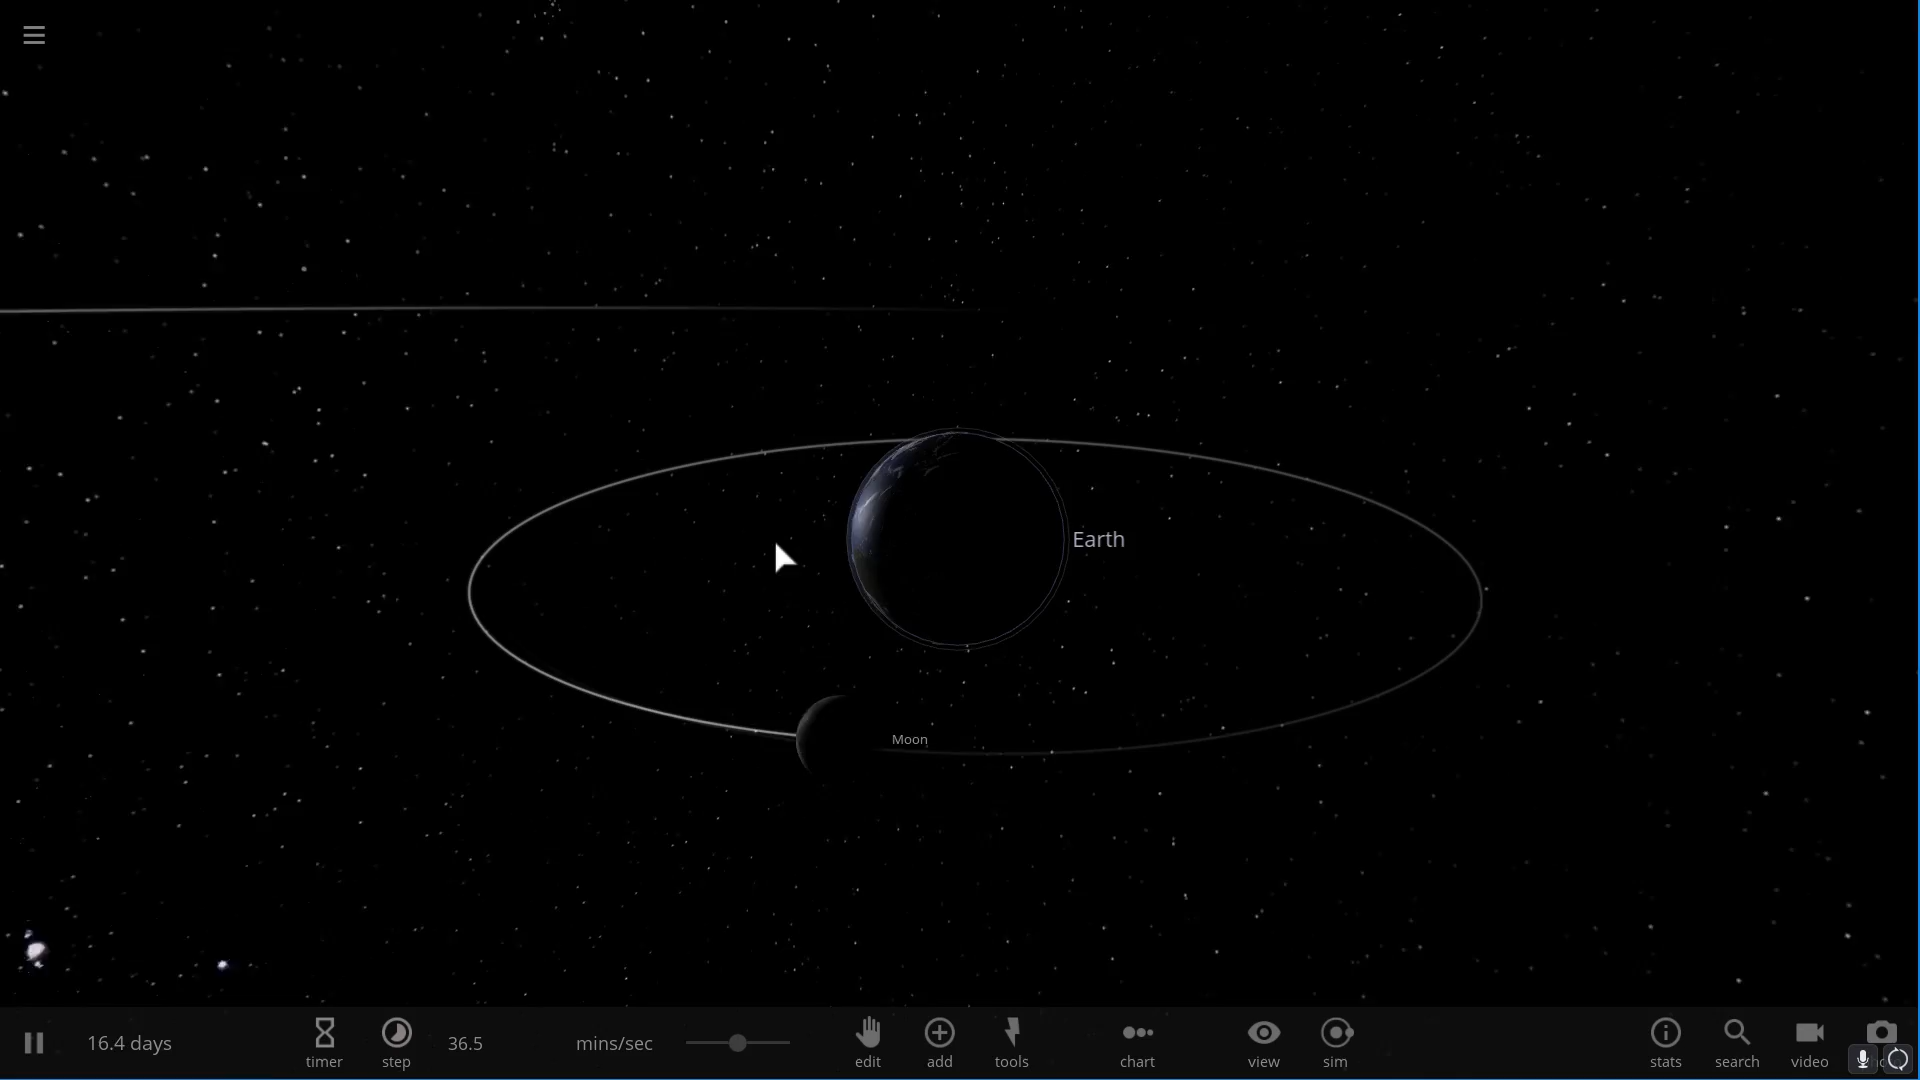 Earth
Moon
16.4 days
timer
step
36.5
mins/sec
edit
add
tools
chart
view
sim
stats
search
video